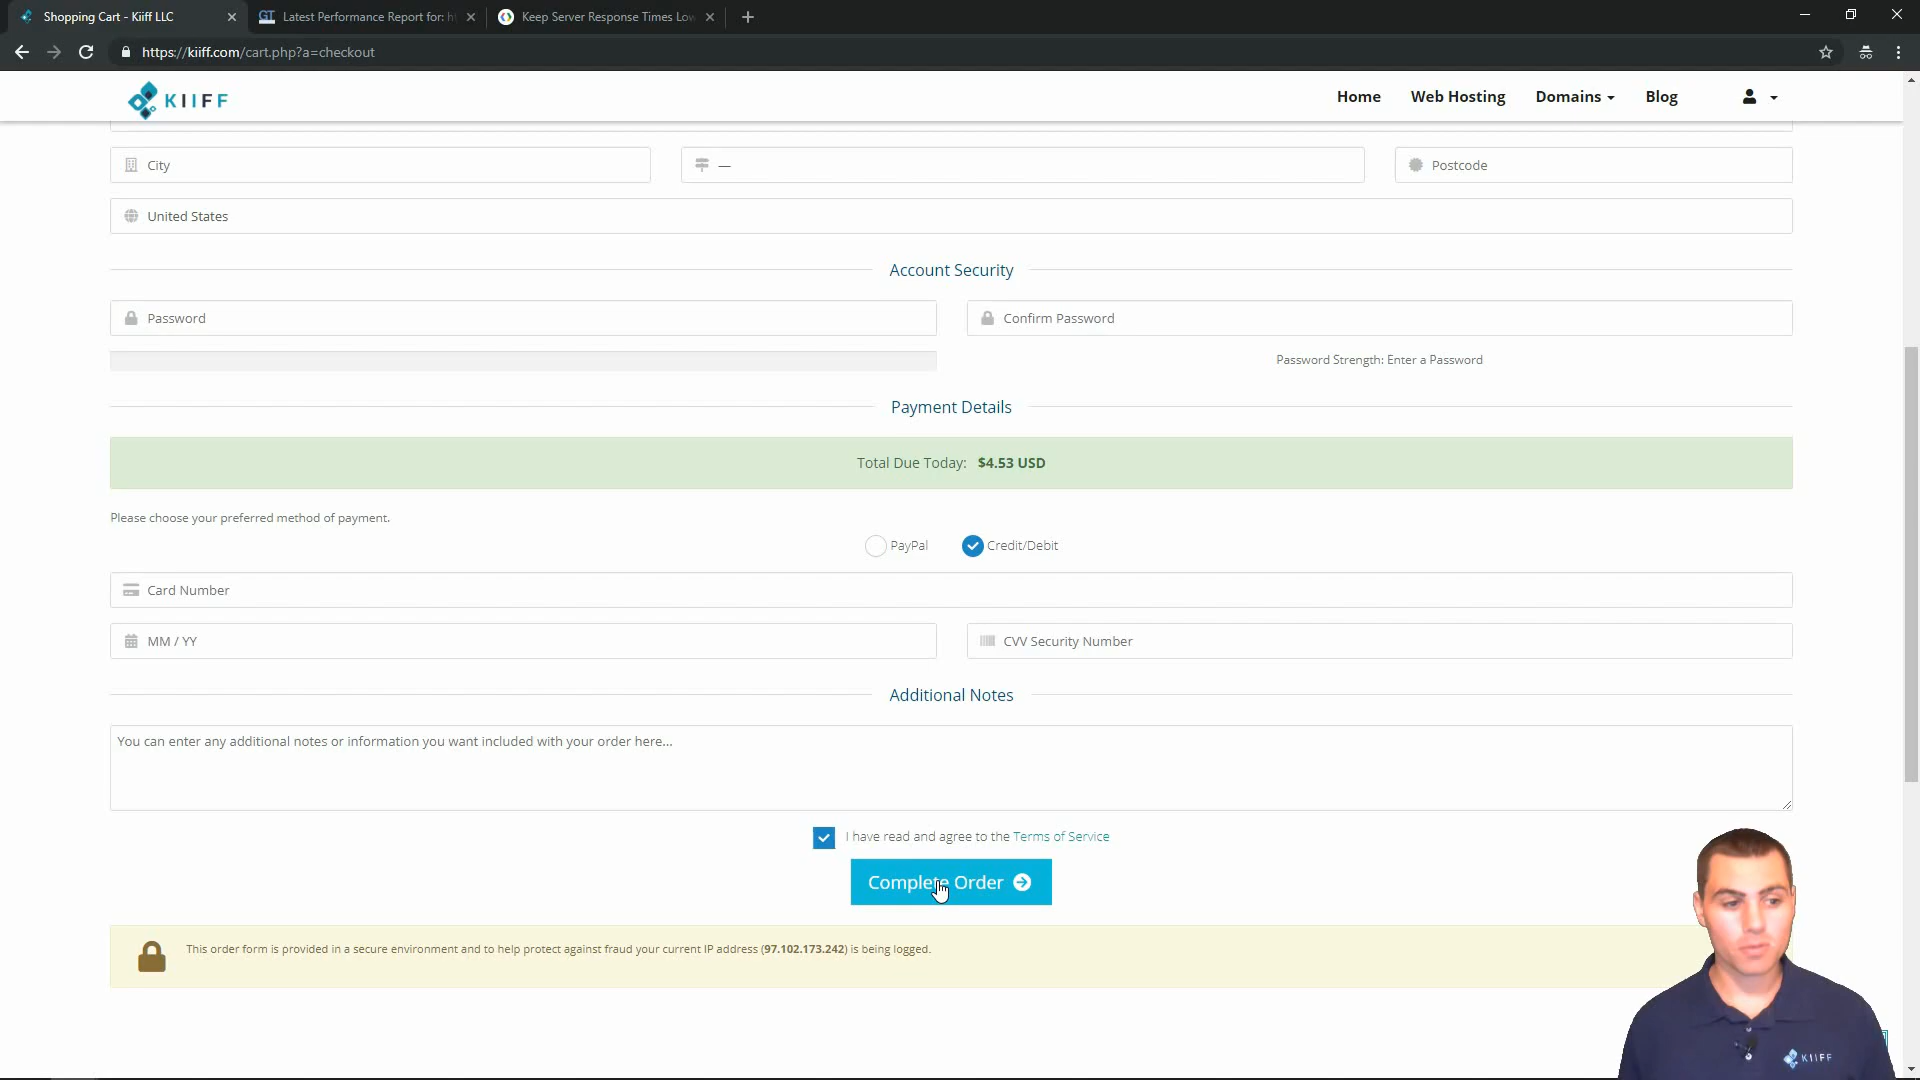 Shopping Cart - Kiiff LLC
Latest Performance Report for: h
Keep Server Response Times Low
https://kiiff.com/cart.php?a=checkout
KIIFF
Home
Web Hosting
Domains
Blog
City
—
Postcode
United States
Account Security
Password
Confirm Password
Password Strength: Enter a Password
Payment Details
Total Due Today: $4.53 USD
Please choose your preferred method of payment.
PayPal
Credit/Debit
Card Number
MM / YY
CVV Security Number
Additional Notes
You can enter any additional notes or information you want included with your order here...
I have read and agree to the Terms of Service
Complete Order
This order form is provided in a secure environment and to help protect against fraud your current IP address (97.102.173.242) is being logged.
KIIFF